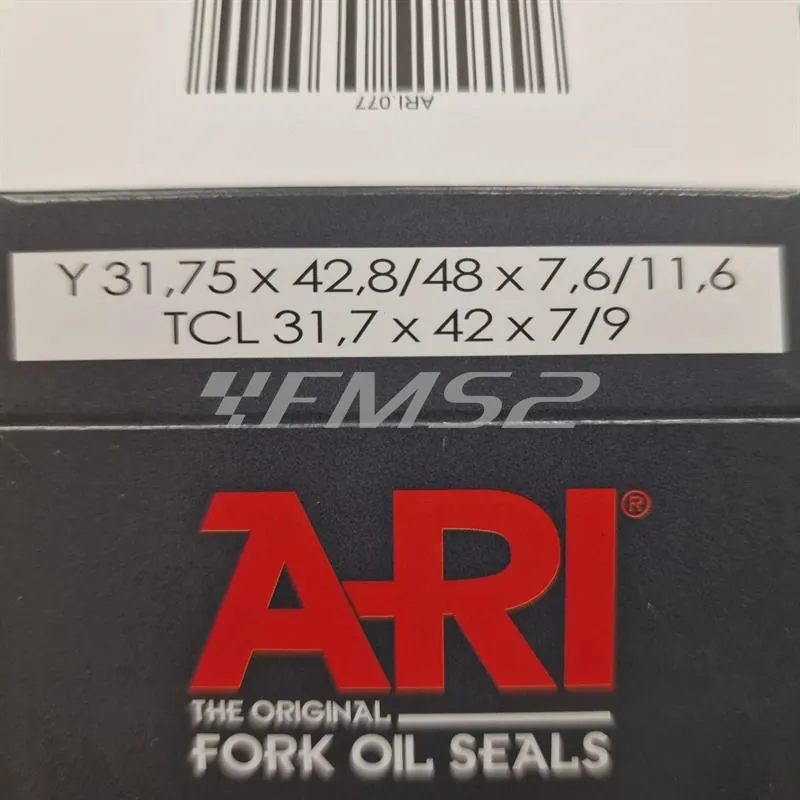 ARI.077
Y 31,75 x 42,8/48 x 7,6/11,6
TCL 31,7 x 42 x 7/9
FMS2
ARI®
THE ORIGINAL
FORK OIL SEALS